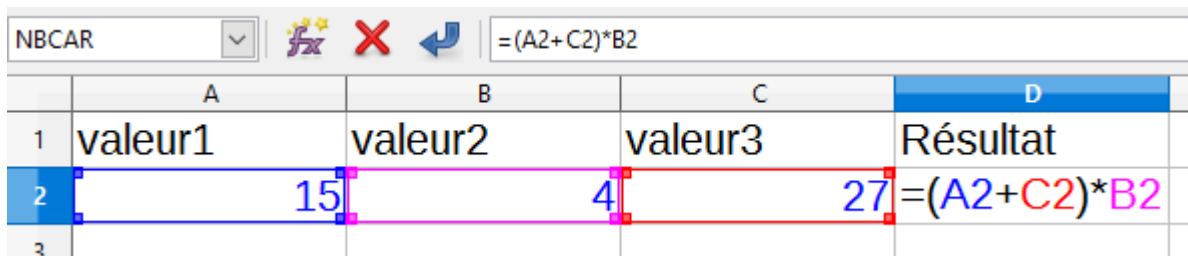 NBCAR =(A2+C2)*B2
A B C D
1 valeur1 valeur2 valeur3 Résultat
2 15 4 27 =(A2+C2)*B2
3